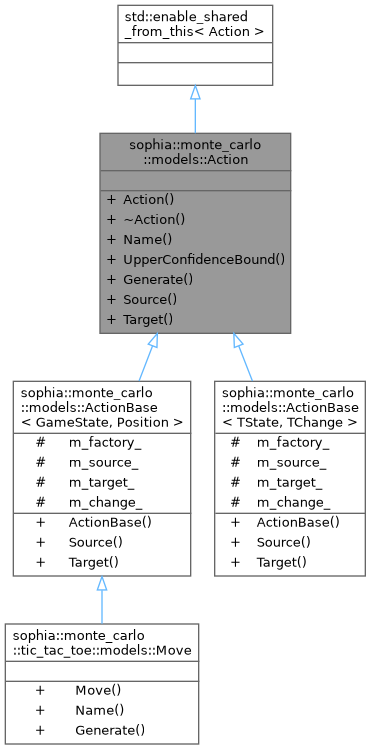 std::enable_shared
_from_this< Action >
sophia::monte_carlo
::models::Action
+ Action()
+ ~Action()
+ Name()
+ UpperConfidenceBound()
+ Generate()
+ Source()
+ Target()
sophia::monte_carlo
::models::ActionBase
< GameState, Position >
# m_factory_
# m_source_
# m_target_
# m_change_
+ ActionBase()
+ Source()
+ Target()
sophia::monte_carlo
::models::ActionBase
< TState, TChange >
# m_factory_
# m_source_
# m_target_
# m_change_
+ ActionBase()
+ Source()
+ Target()
sophia::monte_carlo
::tic_tac_toe::models::Move
+ Move()
+ Name()
+ Generate()